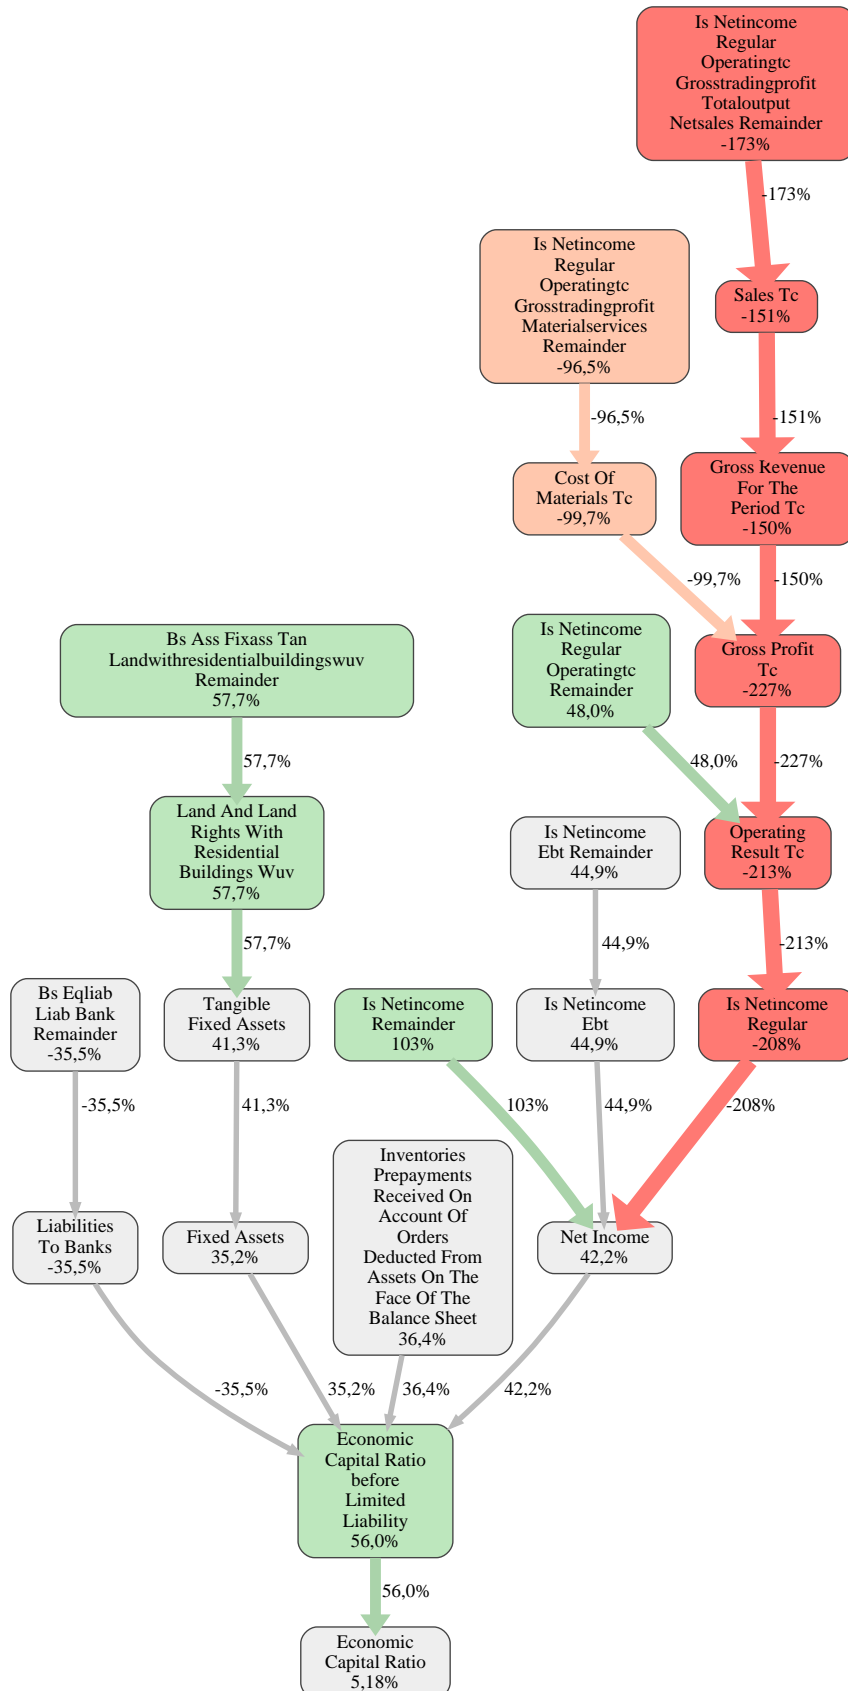 Is Netincome
Regular
Operatingtc
Grosstradingprofit
Totaloutput
Netsales Remainder
-173%
-173%
Is Netincome
Regular
Operatingtc
Grosstradingprofit
Materialservices
Remainder
-96,5%
Sales Tc
-151%
-96,5%
-151%
Cost Of
Materials Tc
-99,7%
Gross Revenue
For The
Period Tc
-150%
-99,7%
-150%
Bs Ass Fixass Tan
Landwithresidentialbuildingswuv
Remainder
57,7%
Is Netincome
Regular
Operatingtc
Remainder
48,0%
Gross Profit
Tc
-227%
57,7%
48,0%
-227%
Land And Land
Rights With
Residential
Buildings Wuv
57,7%
Is Netincome
Ebt Remainder
44,9%
Operating
Result Tc
-213%
57,7%
44,9%
-213%
Bs Eqliab
Liab Bank
Remainder
-35,5%
Tangible
Fixed Assets
41,3%
Is Netincome
Remainder
103%
Is Netincome
Ebt
44,9%
Is Netincome
Regular
-208%
-35,5%
41,3%
103%
44,9%
-208%
Liabilities
To Banks
-35,5%
Fixed Assets
35,2%
Inventories
Prepayments
Received On
Account Of
Orders
Deducted From
Assets On The
Face Of The
Balance Sheet
36,4%
Net Income
42,2%
-35,5%
35,2%
36,4%
42,2%
Economic
Capital Ratio
before
Limited
Liability
56,0%
56,0%
Economic
Capital Ratio
5,18%